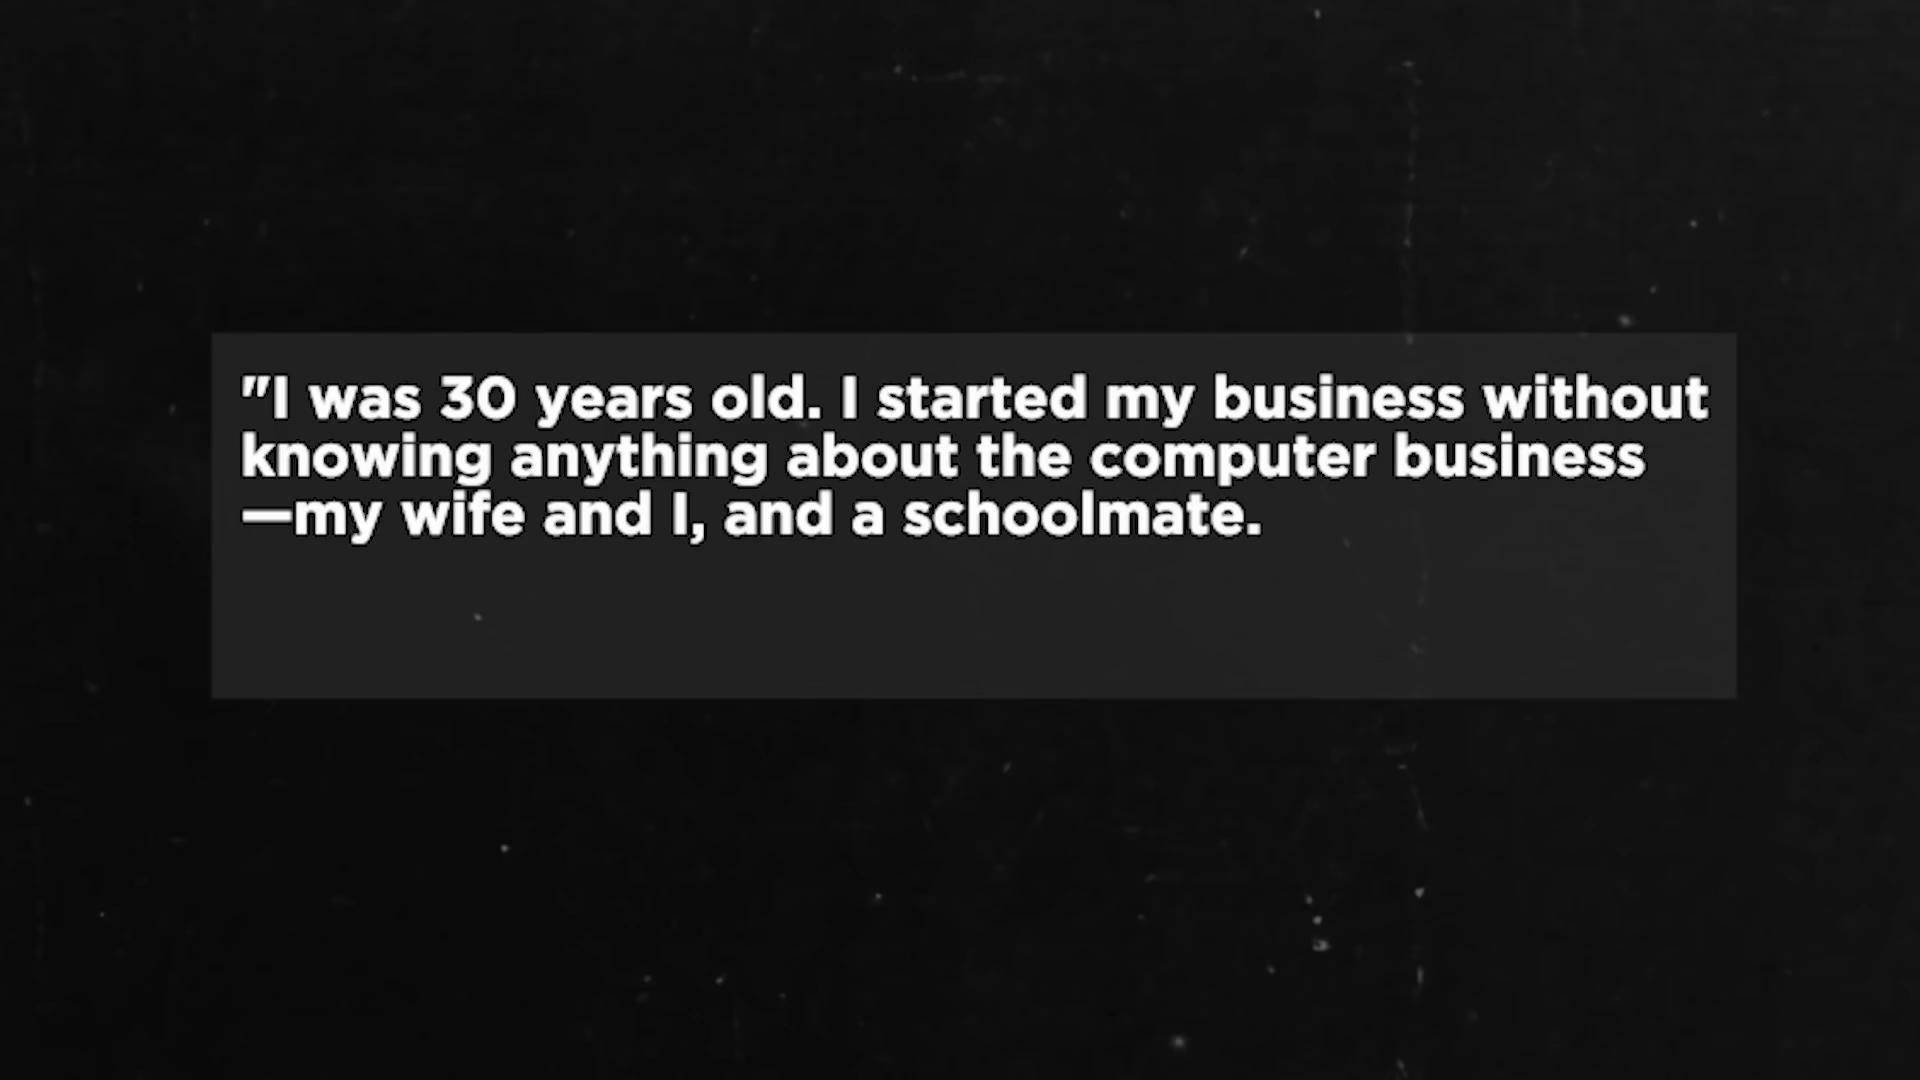 "I was 30 years old. I started my business without
knowing anything about the computer business
—my wife and I, and a schoolmate.